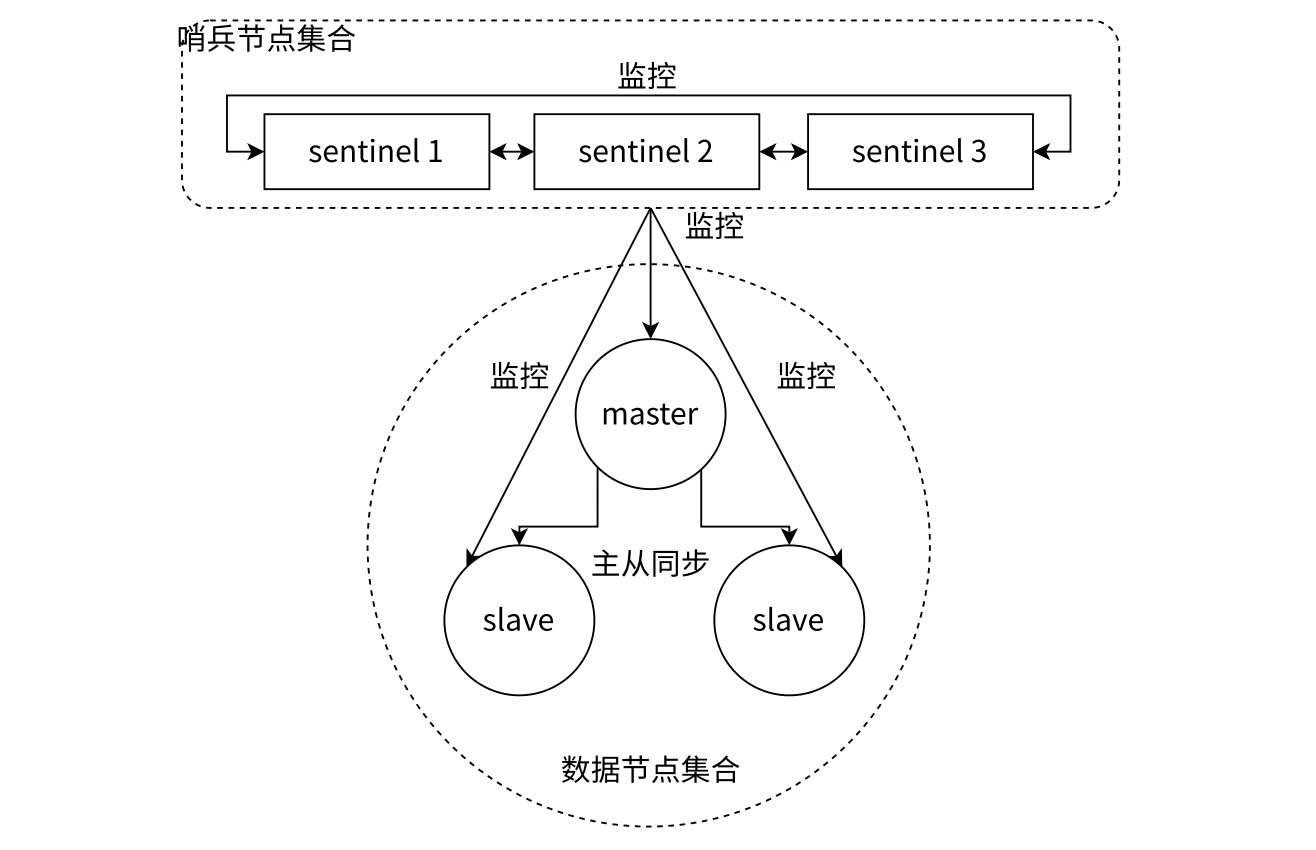 哨兵节点集合
监控
sentinel 1
sentinel 2
sentinel 3
监控
监控
监控
master
主从同步
slave
slave
数据节点集合